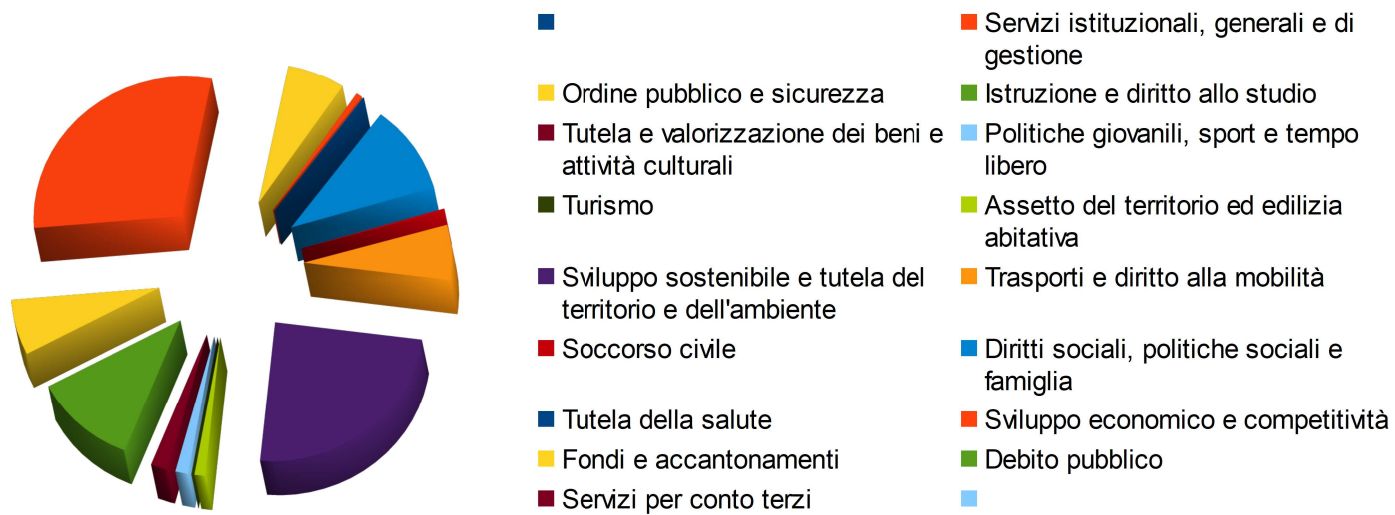 Servizi istituzionali, generali e di
gestione
Ordine pubblico e sicurezza
Istruzione e diritto allo studio
Tutela e valorizzazione dei beni e
attività culturali
Politiche giovanili, sport e tempo
libero
Turismo
Assetto del territorio ed edilizia
abitativa
Sviluppo sostenibile e tutela del
territorio e dell'ambiente
Trasporti e diritto alla mobilità
Soccorso civile
Diritti sociali, politiche sociali e
famiglia
Tutela della salute
Sviluppo economico e competitività
Fondi e accantonamenti
Debito pubblico
Servizi per conto terzi